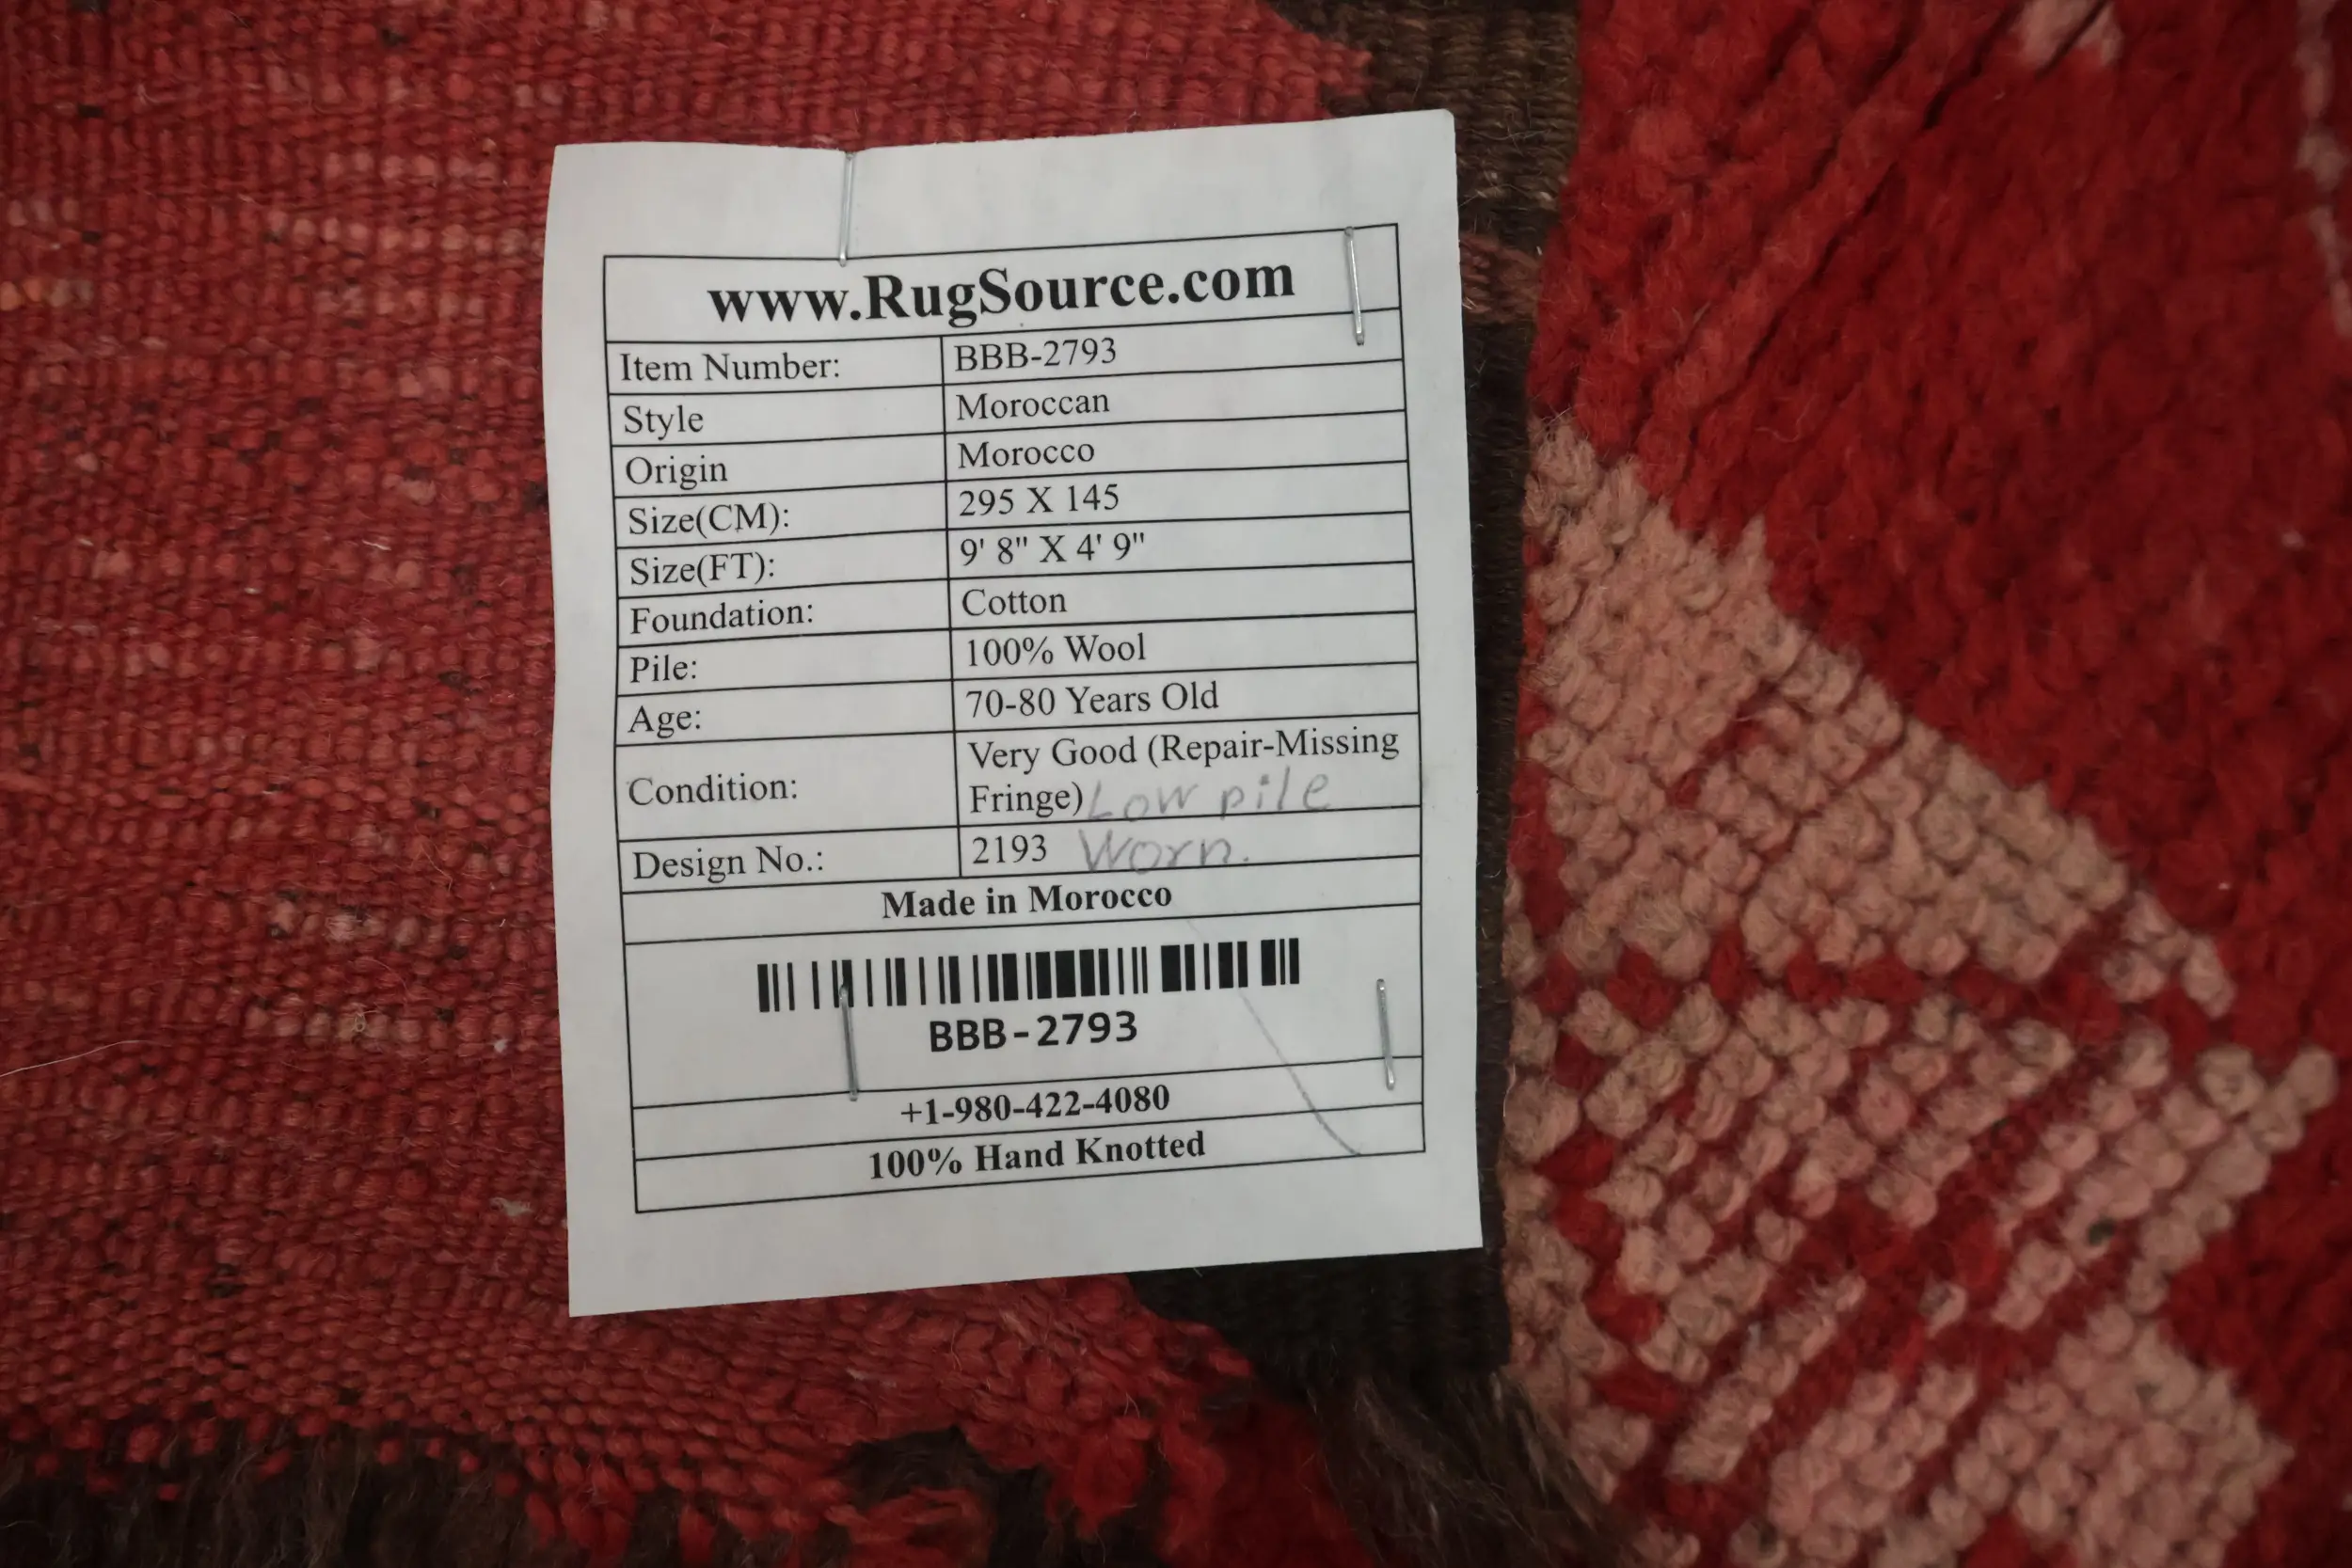 www.RugSource.com
Item Number: BBB-2793
Style Moroccan
Origin Morocco
Size(CM): 295 X 145
Size(FT): 9' 8" X 4' 9"
Foundation: Cotton
Pile: 100% Wool
Age: 70-80 Years Old
Condition: Very Good (Repair-Missing
Fringe) Low pile
Design No.: 2193 Worn.
Made in Morocco
BBB-2793
+1-980-422-4080
100% Hand Knotted